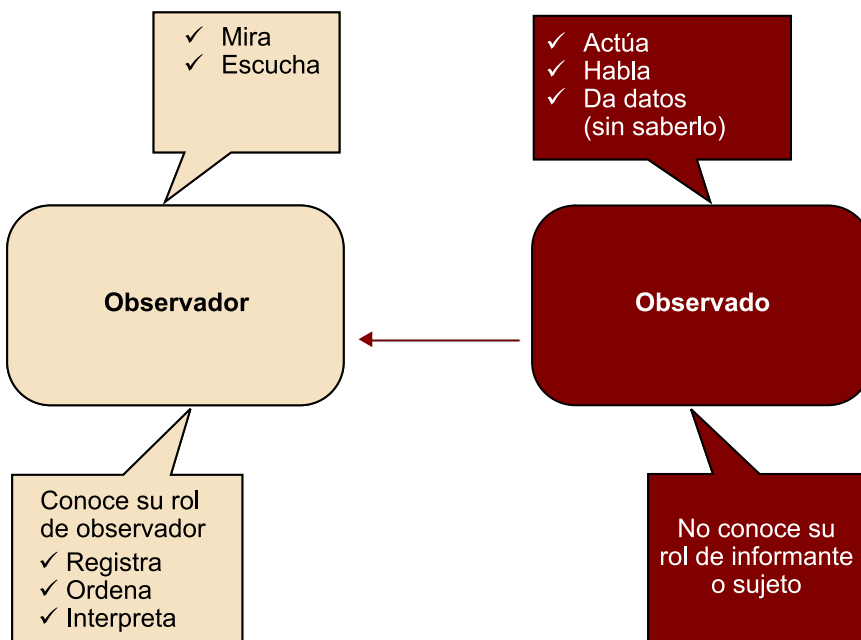 ✓ Mira
✓ Escucha
✓ Actúa
✓ Habla
✓ Da datos
(sin saberlo)
Observador
Observado
Conoce su rol
de observador
✓ Registra
✓ Ordena
✓ Interpreta
No conoce su
rol de informante
o sujeto